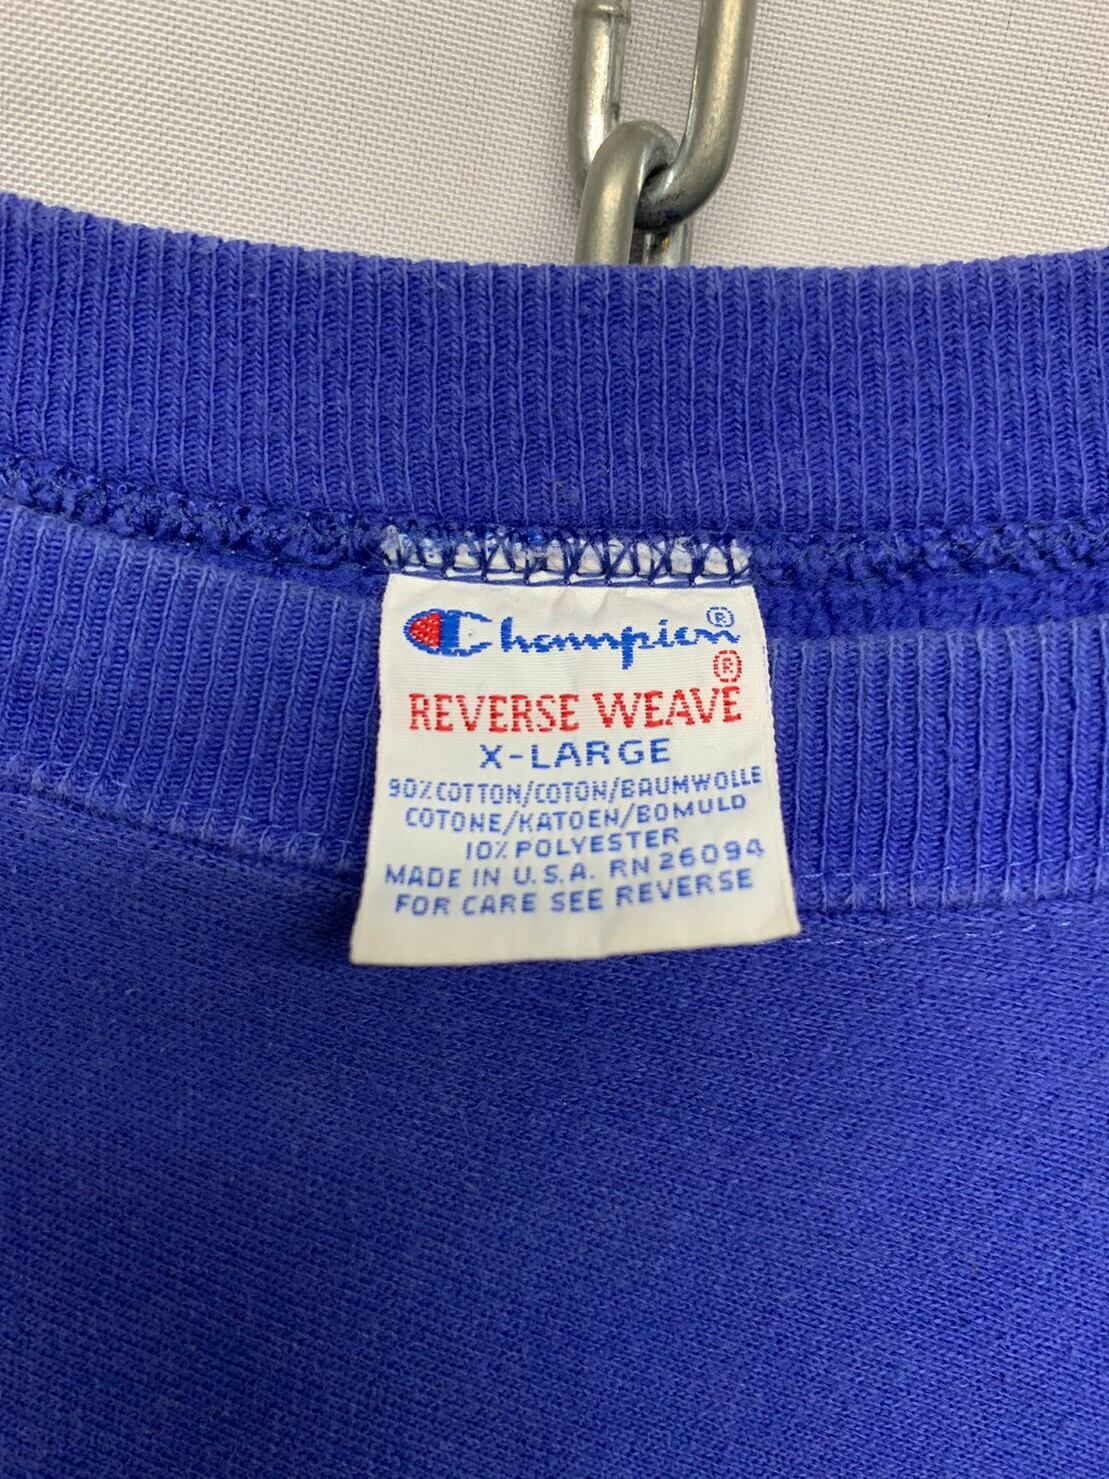 Champion®
®
REVERSE WEAVE
X-LARGE
90% COTTON/COTON/BAUMWOLLE
COTONE/KATOEN/BOMULD
10% POLYESTER
MADE IN U.S.A. RN 26094
FOR CARE SEE REVERSE